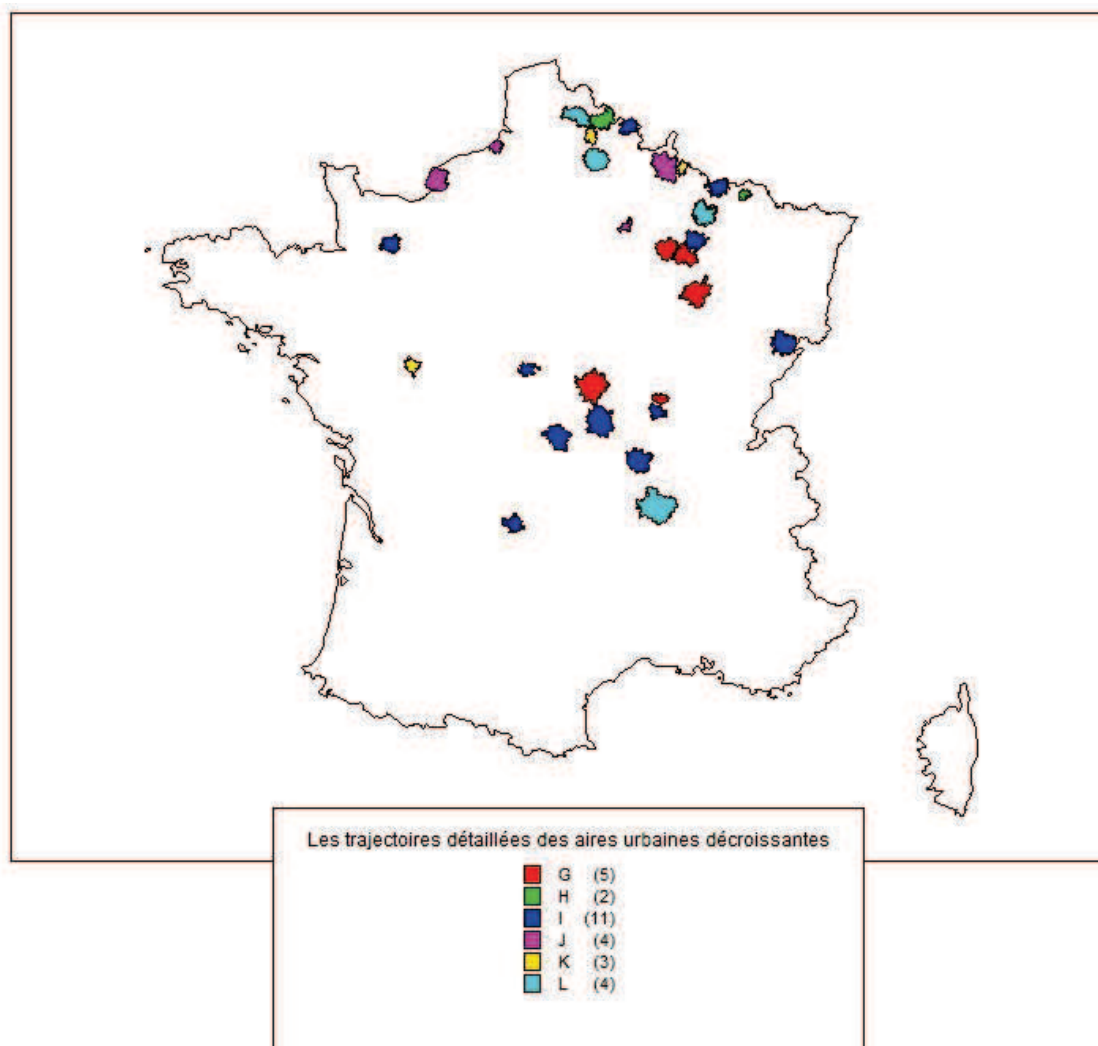 Les trajectoires détaillées des aires urbaines décroissantes
G (5)
H (2)
I (11)
J (4)
K (3)
L (4)